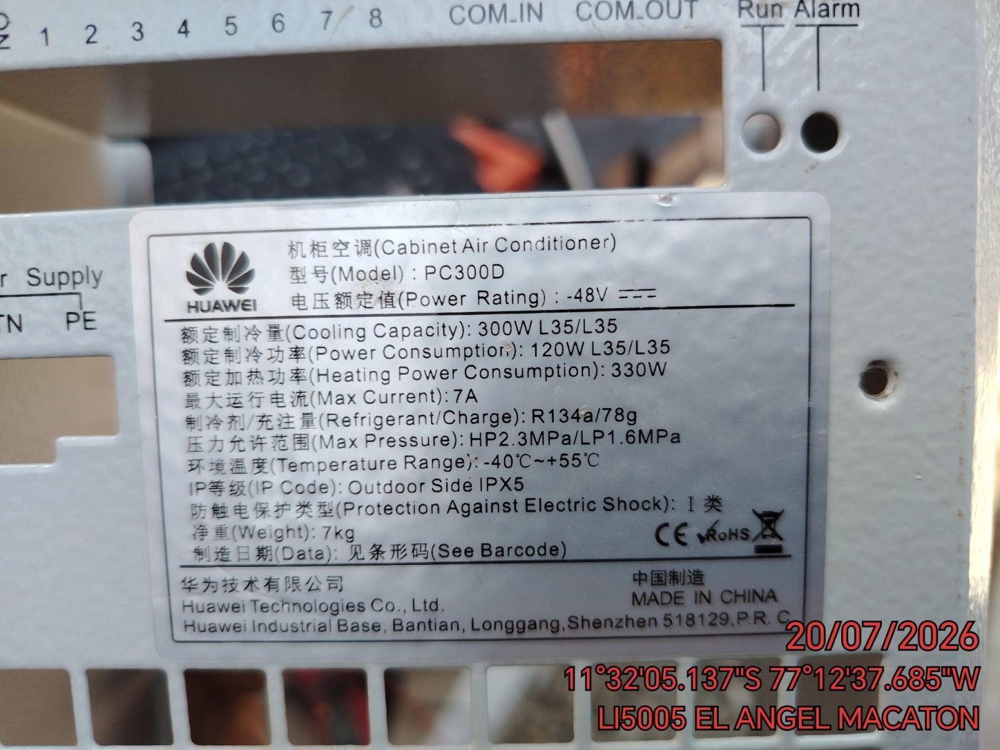 1 2 3 4 5 6 7 8 COM_IN COM_OUT Run Alarm
Supply
PE
HUAWEI
机柜空调(Cabinet Air Conditioner)
型号(Model) : PC300D
电压额定值(Power Rating) : -48V ⎓
额定制冷量(Cooling Capacity): 300W L35/L35
额定制冷功率(Power Consumption): 120W L35/L35
额定加热功率(Heating Power Consumption): 330W
最大运行电流(Max Current): 7A
制冷剂/充注量(Refrigerant/Charge): R134a/78g
压力允许范围(Max Pressure): HP2.3MPa/LP1.6MPa
环境温度(Temperature Range): -40℃~+55℃
IP等级(IP Code): Outdoor Side IPX5
防触电保护类型(Protection Against Electric Shock): I 类
净重(Weight): 7kg
制造日期(Data): 见条形码(See Barcode)
CE RoHS
华为技术有限公司
Huawei Technologies Co., Ltd.
Huawei Industrial Base, Bantian, Longgang, Shenzhen 518129, P.R. C
中国制造
MADE IN CHINA
20/07/2026
11°32'05.137"S 77°12'37.685"W
LI5005 EL ANGEL MACATON